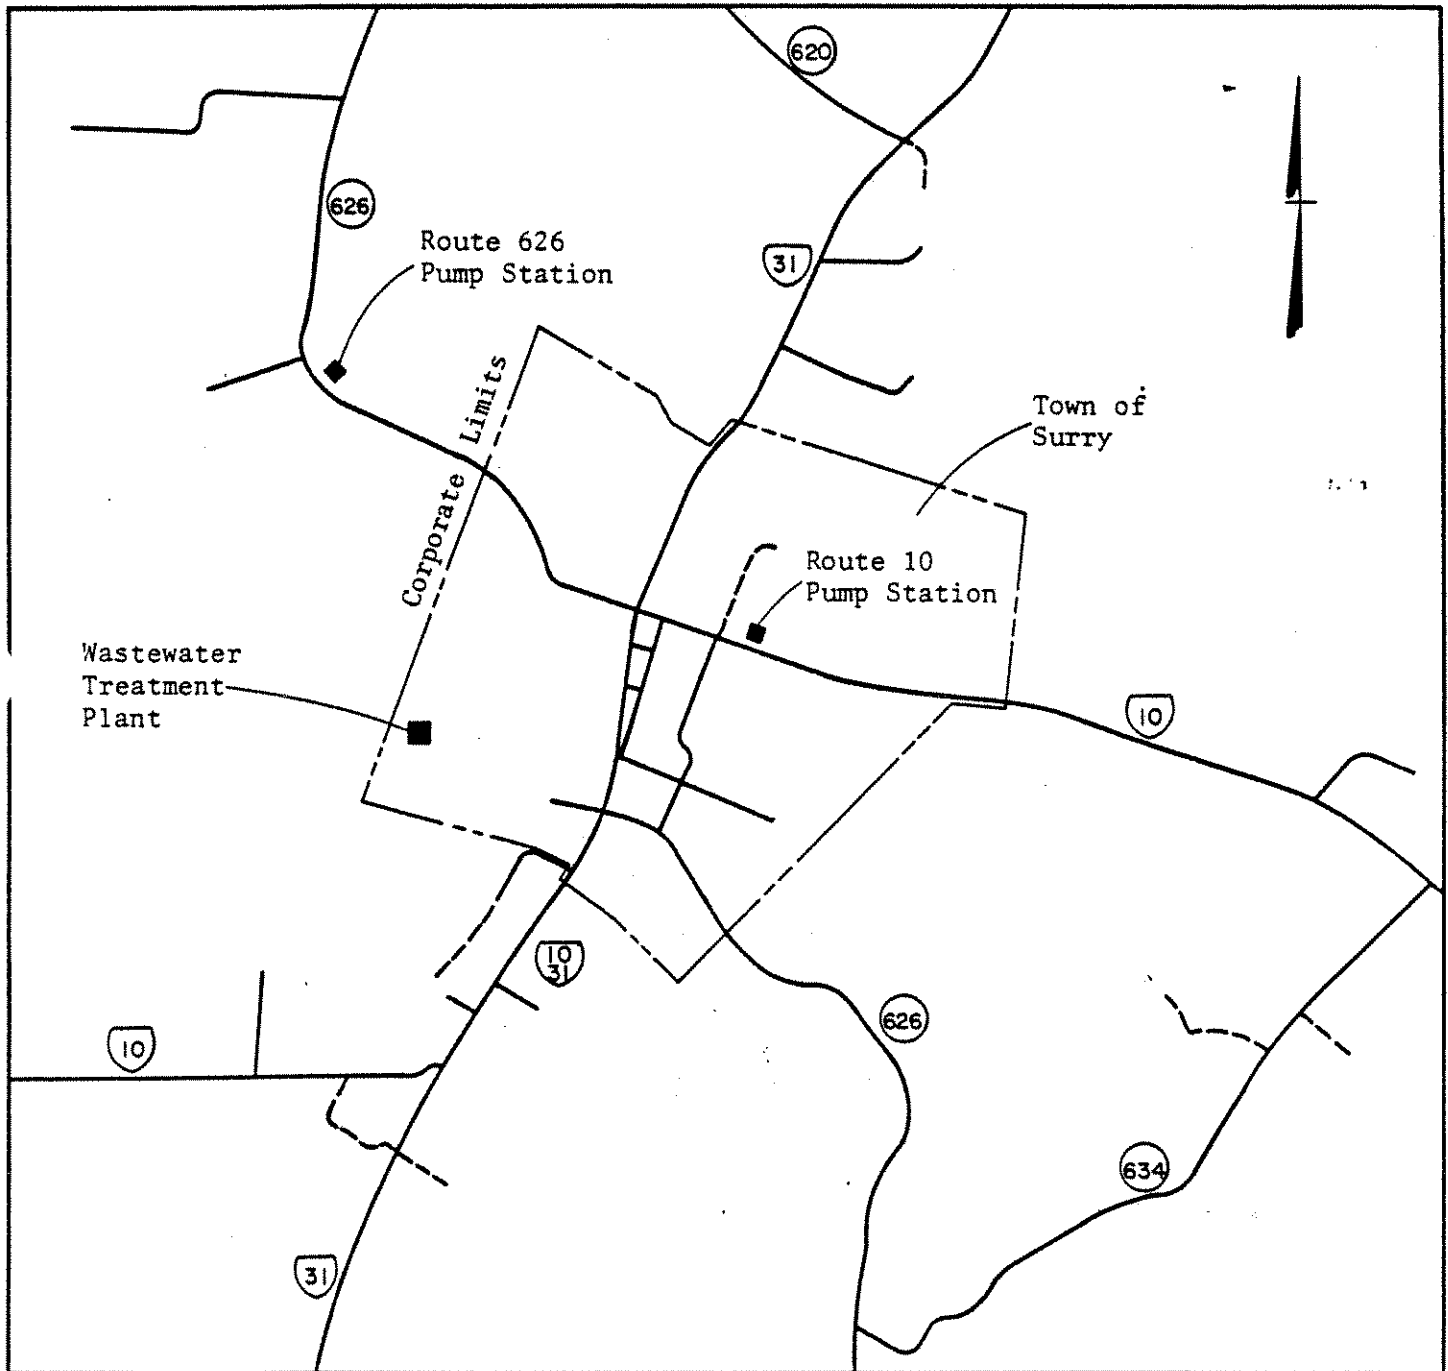 620
626
Route 626
Pump Station
31
Corporate Limits
Town of
Surry
Route 10
Pump Station
Wastewater
Treatment
Plant
10
10
31
626
10
634
31